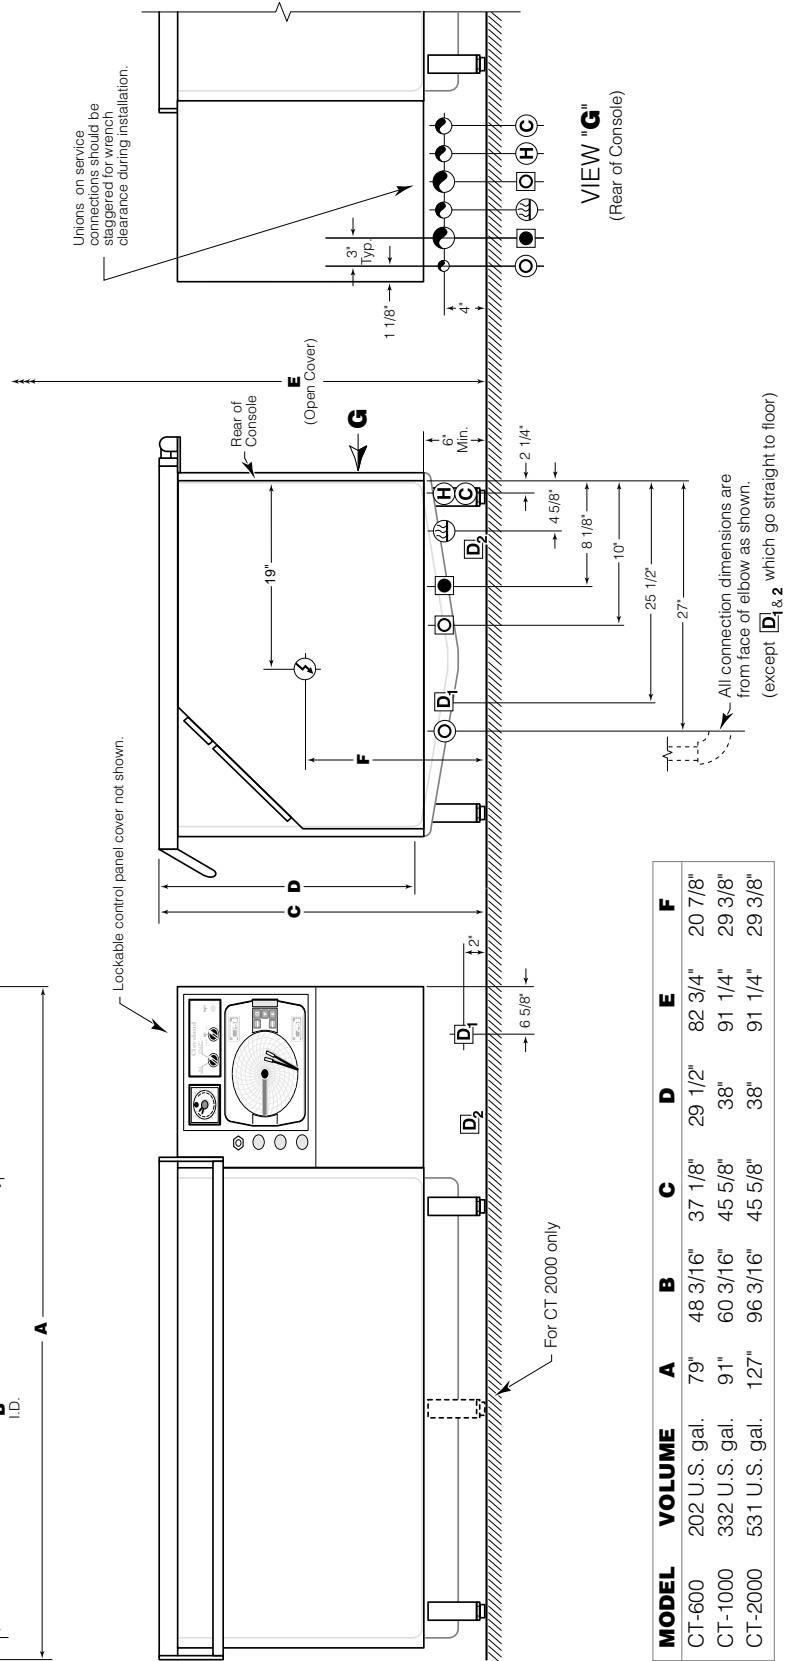 Unions on service
connections should be
staggered for wrench
clearance during installation.
3"
Typ.
1 1/8"
4"
C
H
VIEW "G"
(Rear of Console)
E
(Open Cover)
Rear of
Console
G
19"
F
6"
Min.
H
C
D2
D1
2 1/4"
4 5/8"
8 1/8"
10"
25 1/2"
27"
All connection dimensions are
from face of elbow as shown.
(except D1 & 2 which go straight to floor)
Lockable control panel cover not shown.
D
C
A
B
I.D.
2"
D1
6 5/8"
D2
For CT 2000 only
MODEL VOLUME A B C D E F
CT-600 202 U.S. gal. 79" 48 3/16" 37 1/8" 29 1/2" 82 3/4" 20 7/8"
CT-1000 332 U.S. gal. 91" 60 3/16" 45 5/8" 38" 91 1/4" 29 3/8"
CT-2000 531 U.S. gal. 127" 96 3/16" 45 5/8" 38" 91 1/4" 29 3/8"